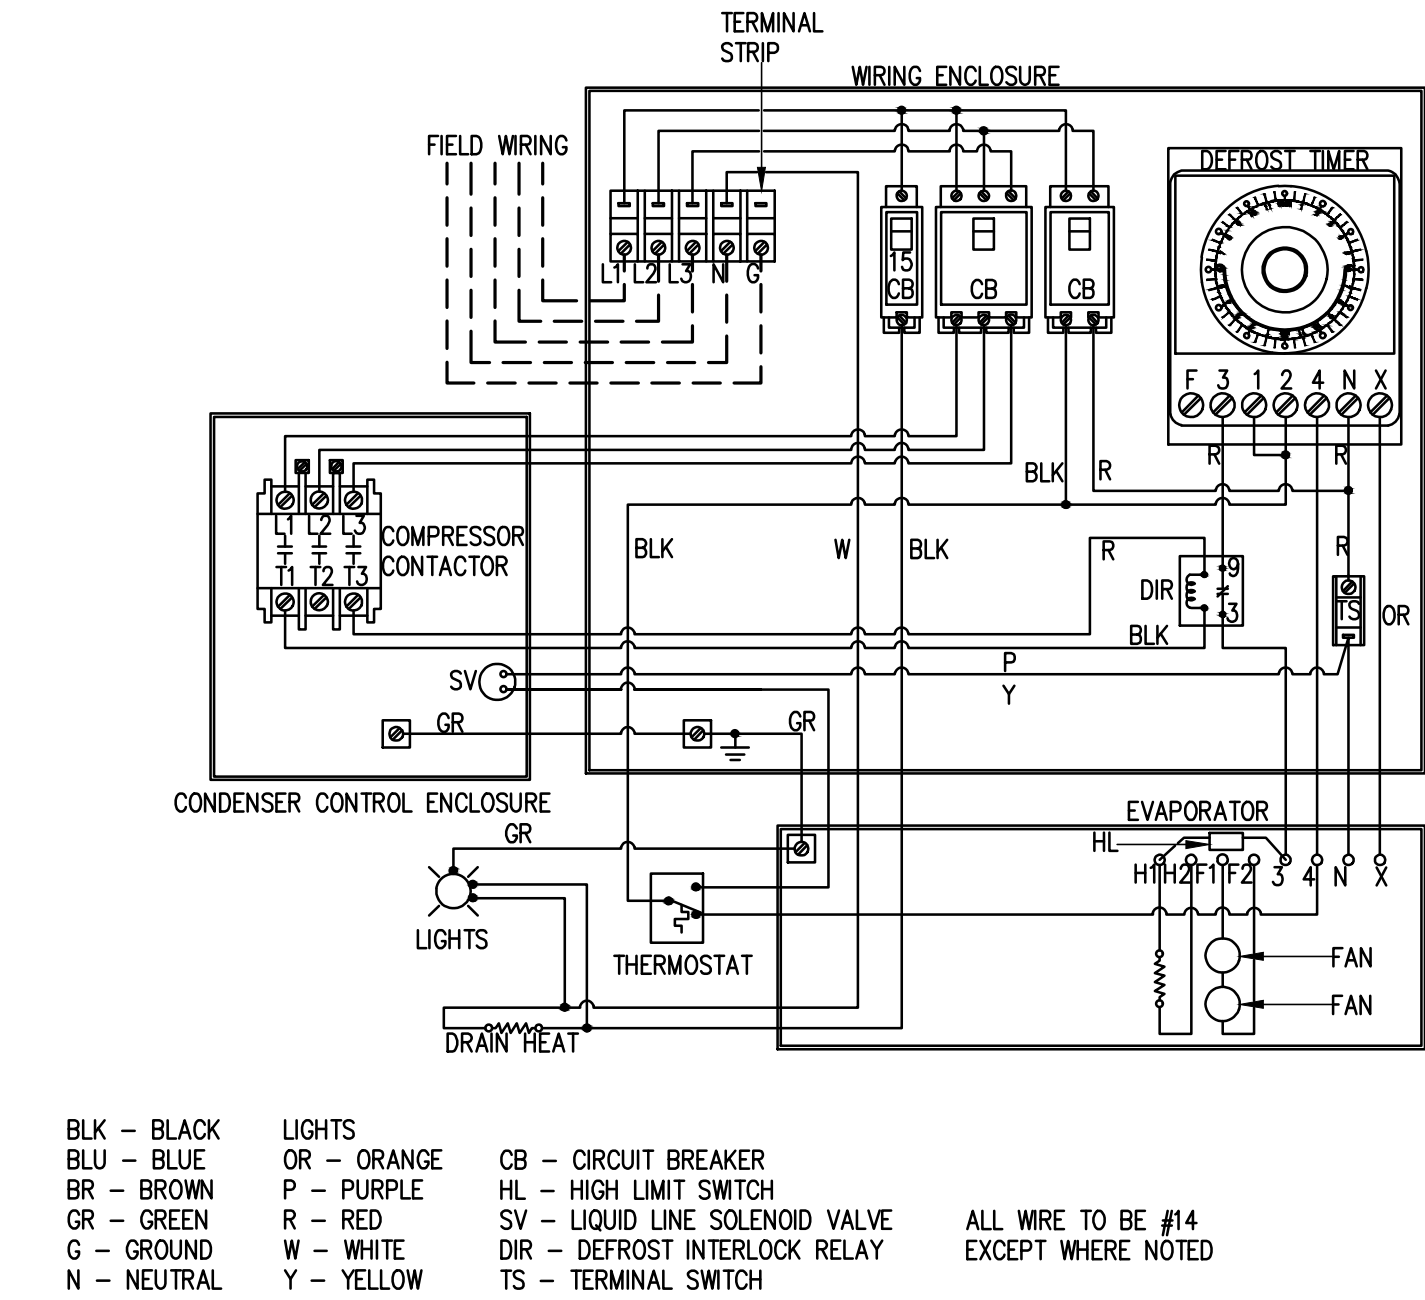 TERMINAL
STRIP
WIRING ENCLOSURE
FIELD WIRING
DEFROST TIMER
L1 L2 L3 N G
15
CB
CB
CB
F 3 1 2 4 N X
R
R
BLK
R
L1 L2 L3
COMPRESSOR
CONTACTOR
T1 T2 T3
BLK
W
BLK
R
R
9
DIR
3
TS
OR
BLK
P
Y
SV
GR
GR
CONDENSER CONTROL ENCLOSURE
GR
EVAPORATOR
HL
H1 H2 F1 F2 3 4 N X
LIGHTS
THERMOSTAT
FAN
FAN
DRAIN HEAT
BLK – BLACK
BLU – BLUE
BR – BROWN
GR – GREEN
G – GROUND
N – NEUTRAL
LIGHTS
OR – ORANGE
P – PURPLE
R – RED
W – WHITE
Y – YELLOW
CB – CIRCUIT BREAKER
HL – HIGH LIMIT SWITCH
SV – LIQUID LINE SOLENOID VALVE
DIR – DEFROST INTERLOCK RELAY
TS – TERMINAL SWITCH
ALL WIRE TO BE #14
EXCEPT WHERE NOTED